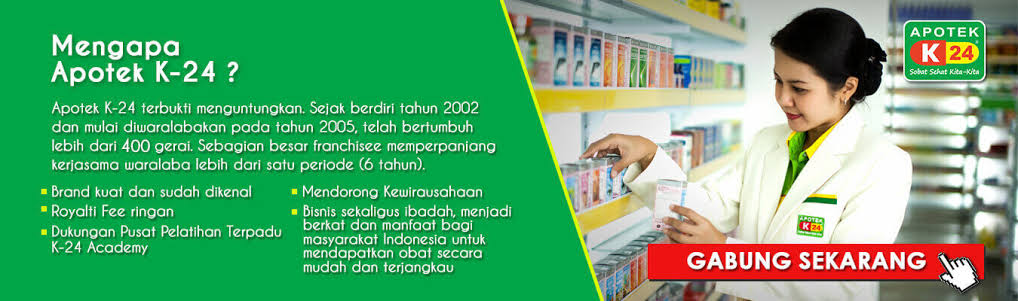 Mengapa
Apotek K-24 ?
Apotek K-24 terbukti menguntungkan. Sejak berdiri tahun 2002
dan mulai diwaralabakan pada tahun 2005, telah bertumbuh
lebih dari 400 gerai. Sebagian besar franchisee memperpanjang
kerjasama waralaba lebih dari satu periode (6 tahun).
Brand kuat dan sudah dikenal
Royalti Fee ringan
Dukungan Pusat Pelatihan Terpadu
K-24 Academy
Mendorong Kewirausahaan
Bisnis sekaligus ibadah, menjadi
berkat dan manfaat bagi
masyarakat Indonesia untuk
mendapatkan obat secara
mudah dan terjangkau
APOTEK
K 24
Sobat Sehat Kita-Kita
APOTEK
K 24
GABUNG SEKARANG